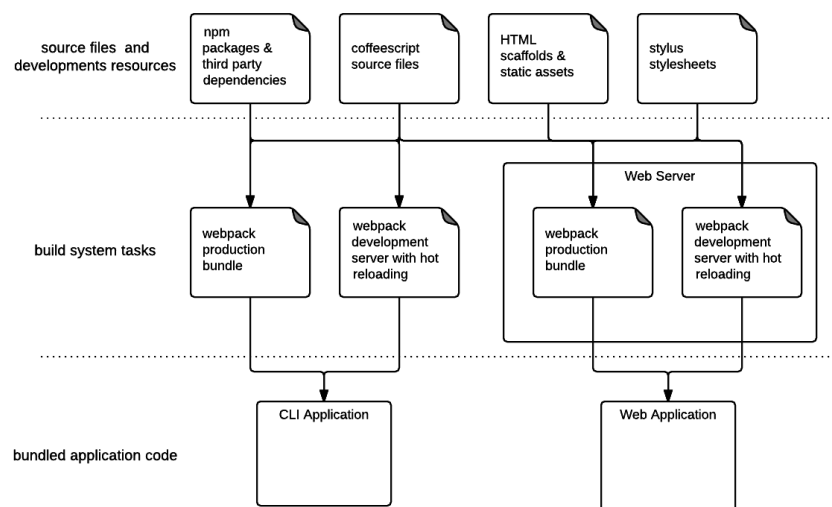 source files and
developments resources
npm
packages &
third party
dependencies
coffeescript
source files
HTML
scaffolds &
static assets
stylus
stylesheets
Web Server
build system tasks
webpack
production
bundle
webpack
development
server with hot
reloading
webpack
production
bundle
webpack
development
server with hot
reloading
CLI Application
Web Application
bundled application code